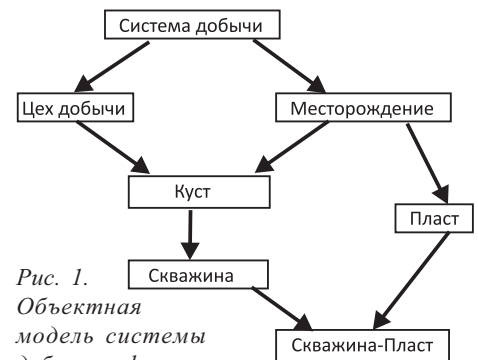 Система добычи
Цех добычи
Месторождение
Куст
Пласт
Скважина
Рис. 1.
Объектная
модель системы
Скважина-Пласт